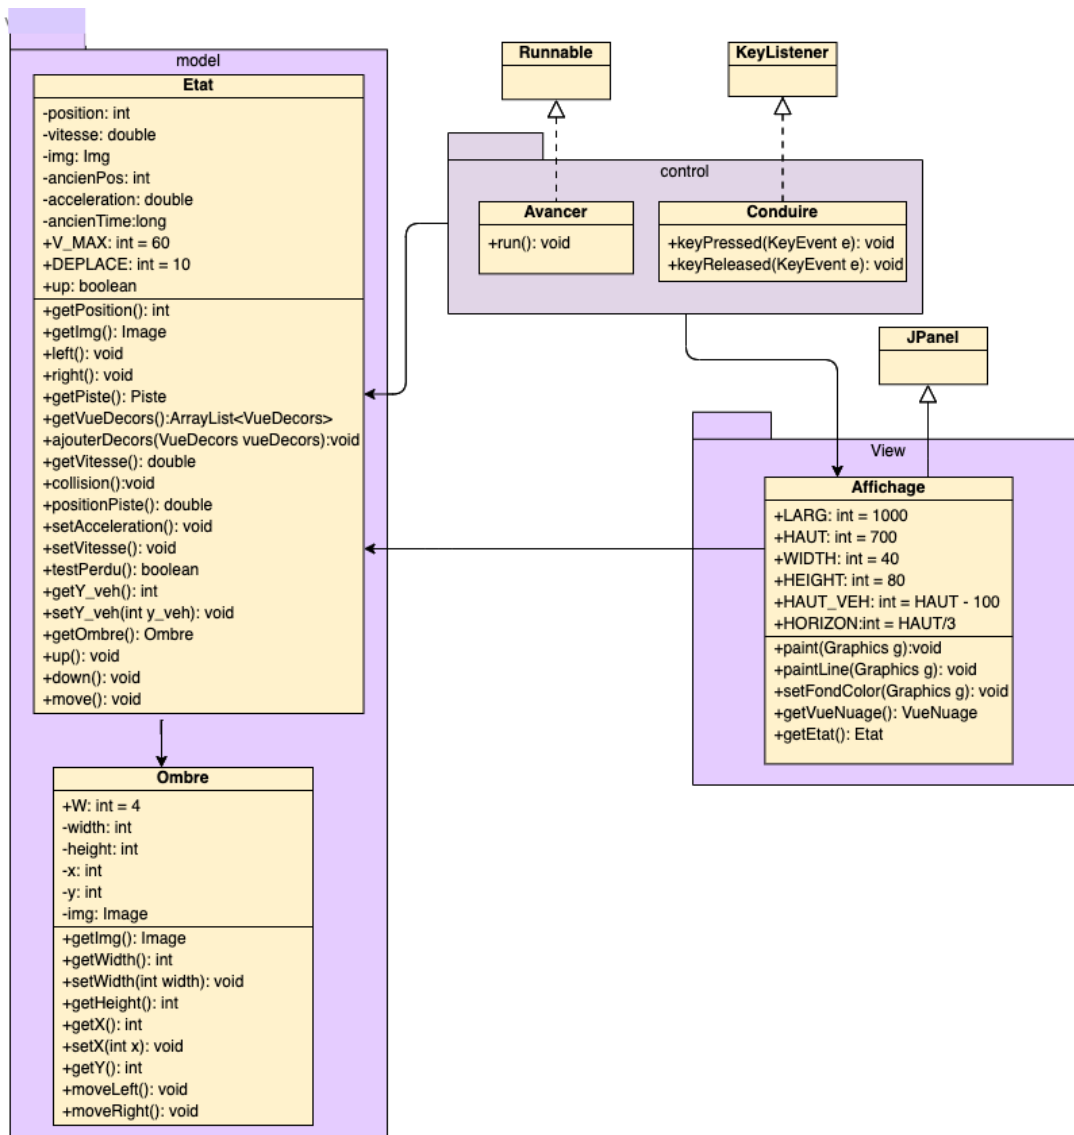 model
Etat
-position: int
-vitesse: double
-img: Img
-ancienPos: int
-acceleration: double
-ancienTime:long
+V_MAX: int = 60
+DEPLACE: int = 10
+up: boolean
+getPosition(): int
+getImg(): Image
+left(): void
+right(): void
+getPiste(): Piste
+getVueDecors():ArrayList<VueDecors>
+ajouterDecors(VueDecors vueDecors):void
+getVitesse(): double
+collision():void
+positionPiste(): double
+setAcceleration(): void
+setVitesse(): void
+testPerdu(): boolean
+getY_veh(): int
+setY_veh(int y_veh): void
+getOmbre(): Ombre
+up(): void
+down(): void
+move(): void
Ombre
+W: int = 4
-width: int
-height: int
-x: int
-y: int
-img: Image
+getImg(): Image
+getWidth(): int
+setWidth(int width): void
+getHeight(): int
+getX(): int
+setX(int x): void
+getY(): int
+moveLeft(): void
+moveRight(): void
Runnable
KeyListener
control
Avancer
+run(): void
Conduire
+keyPressed(KeyEvent e): void
+keyReleased(KeyEvent e): void
JPanel
View
Affichage
+LARG: int = 1000
+HAUT: int = 700
+WIDTH: int = 40
+HEIGHT: int = 80
+HAUT_VEH: int = HAUT - 100
+HORIZON:int = HAUT/3
+paint(Graphics g):void
+paintLine(Graphics g): void
+setFondColor(Graphics g): void
+getVueNuage(): VueNuage
+getEtat(): Etat